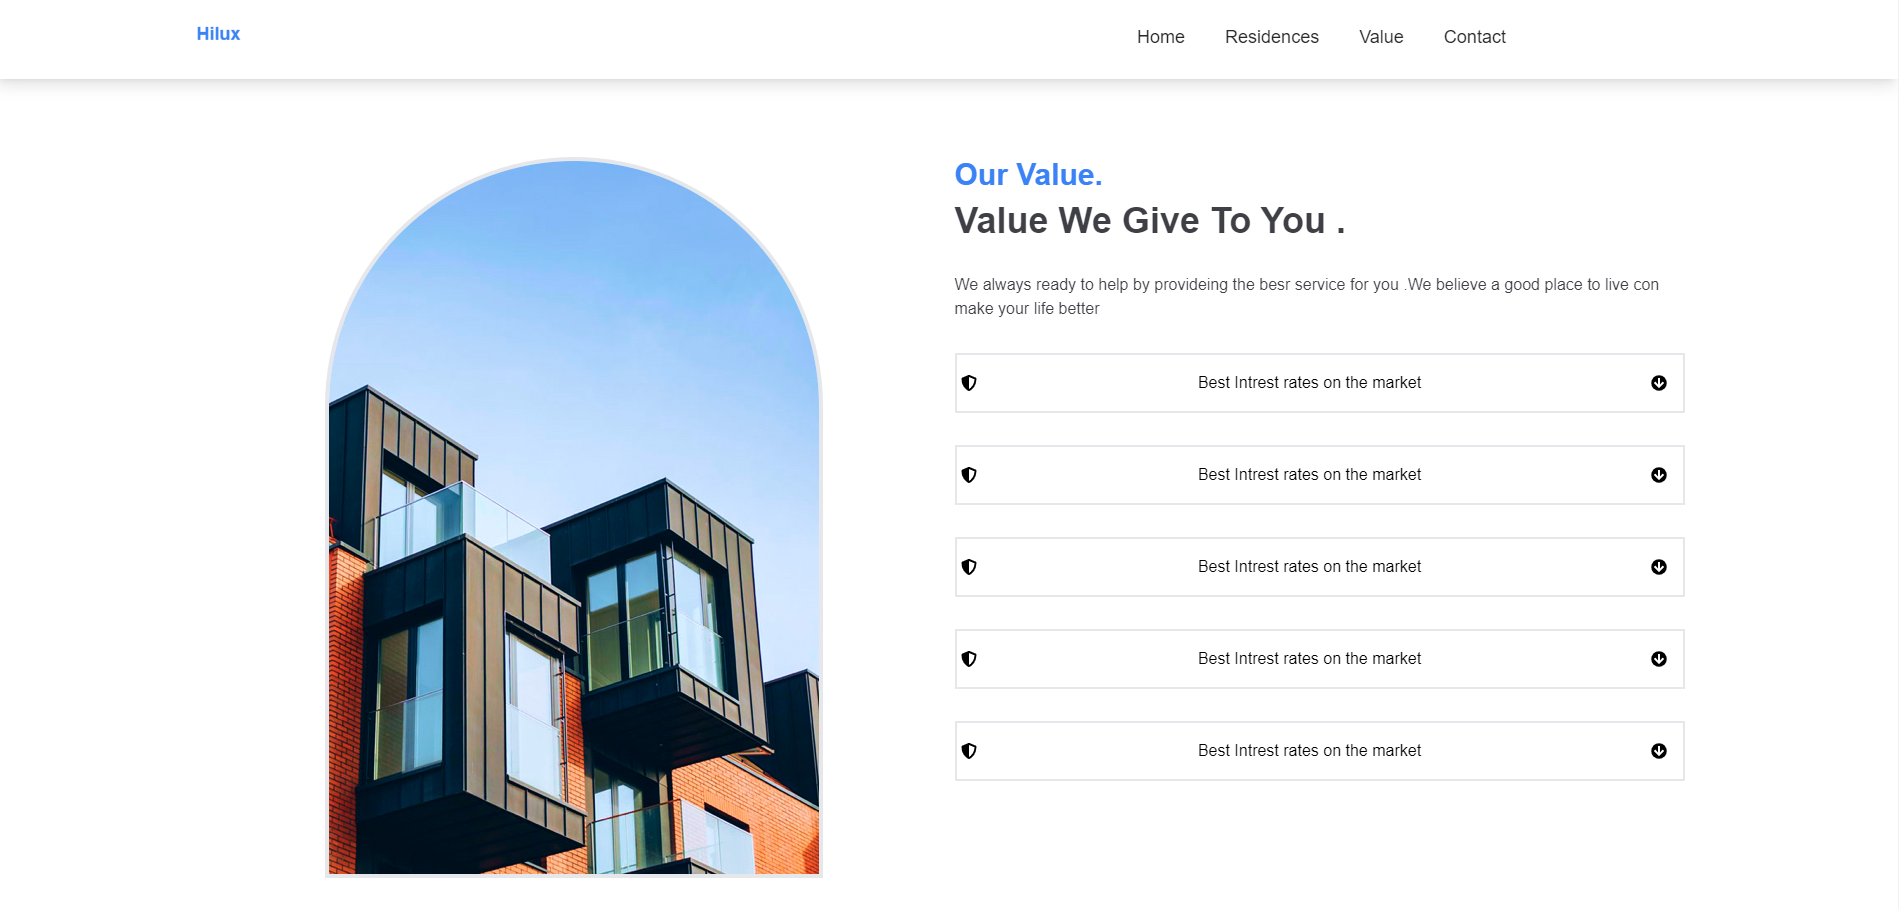 Hilux
Home Residences Value Contact
Our Value.
Value We Give To You .
We always ready to help by provideing the besr service for you .We believe a good place to live con
make your life better
Best Intrest rates on the market
Best Intrest rates on the market
Best Intrest rates on the market
Best Intrest rates on the market
Best Intrest rates on the market